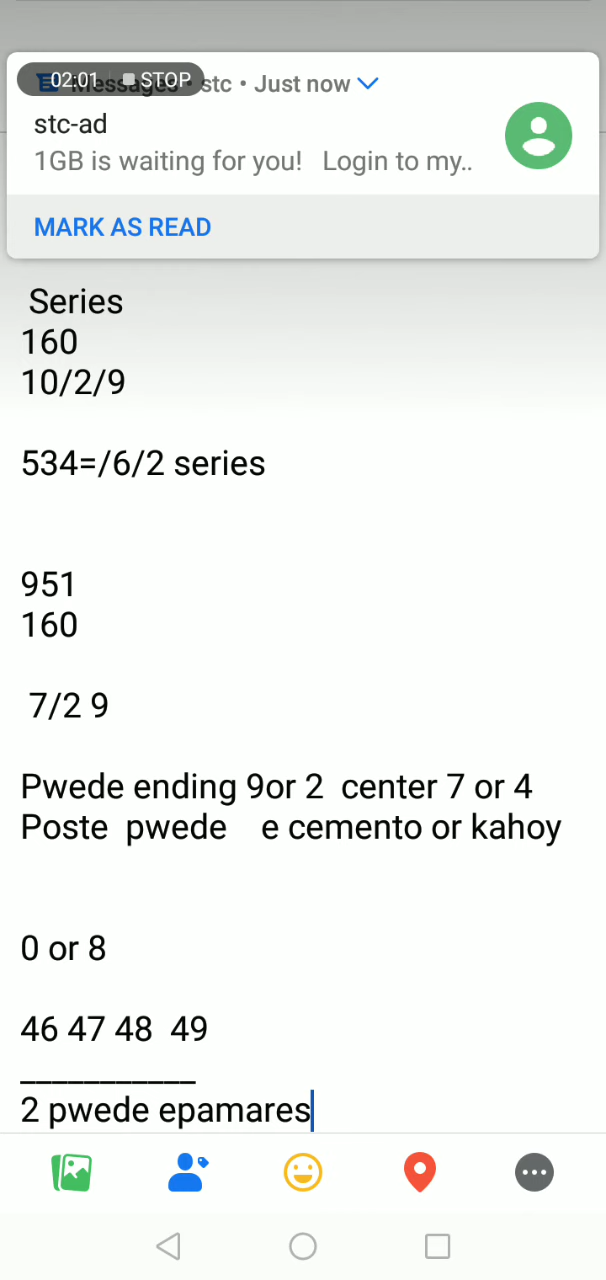 02:01 STOP
Messages • stc • Just now
stc-ad
1GB is waiting for you! Login to my..
MARK AS READ
Series
160
10/2/9
534=/6/2 series
951
160
7/2 9
Pwede ending 9or 2 center 7 or 4
Poste pwede e cemento or kahoy
0 or 8
46 47 48 49
___________
2 pwede epamares